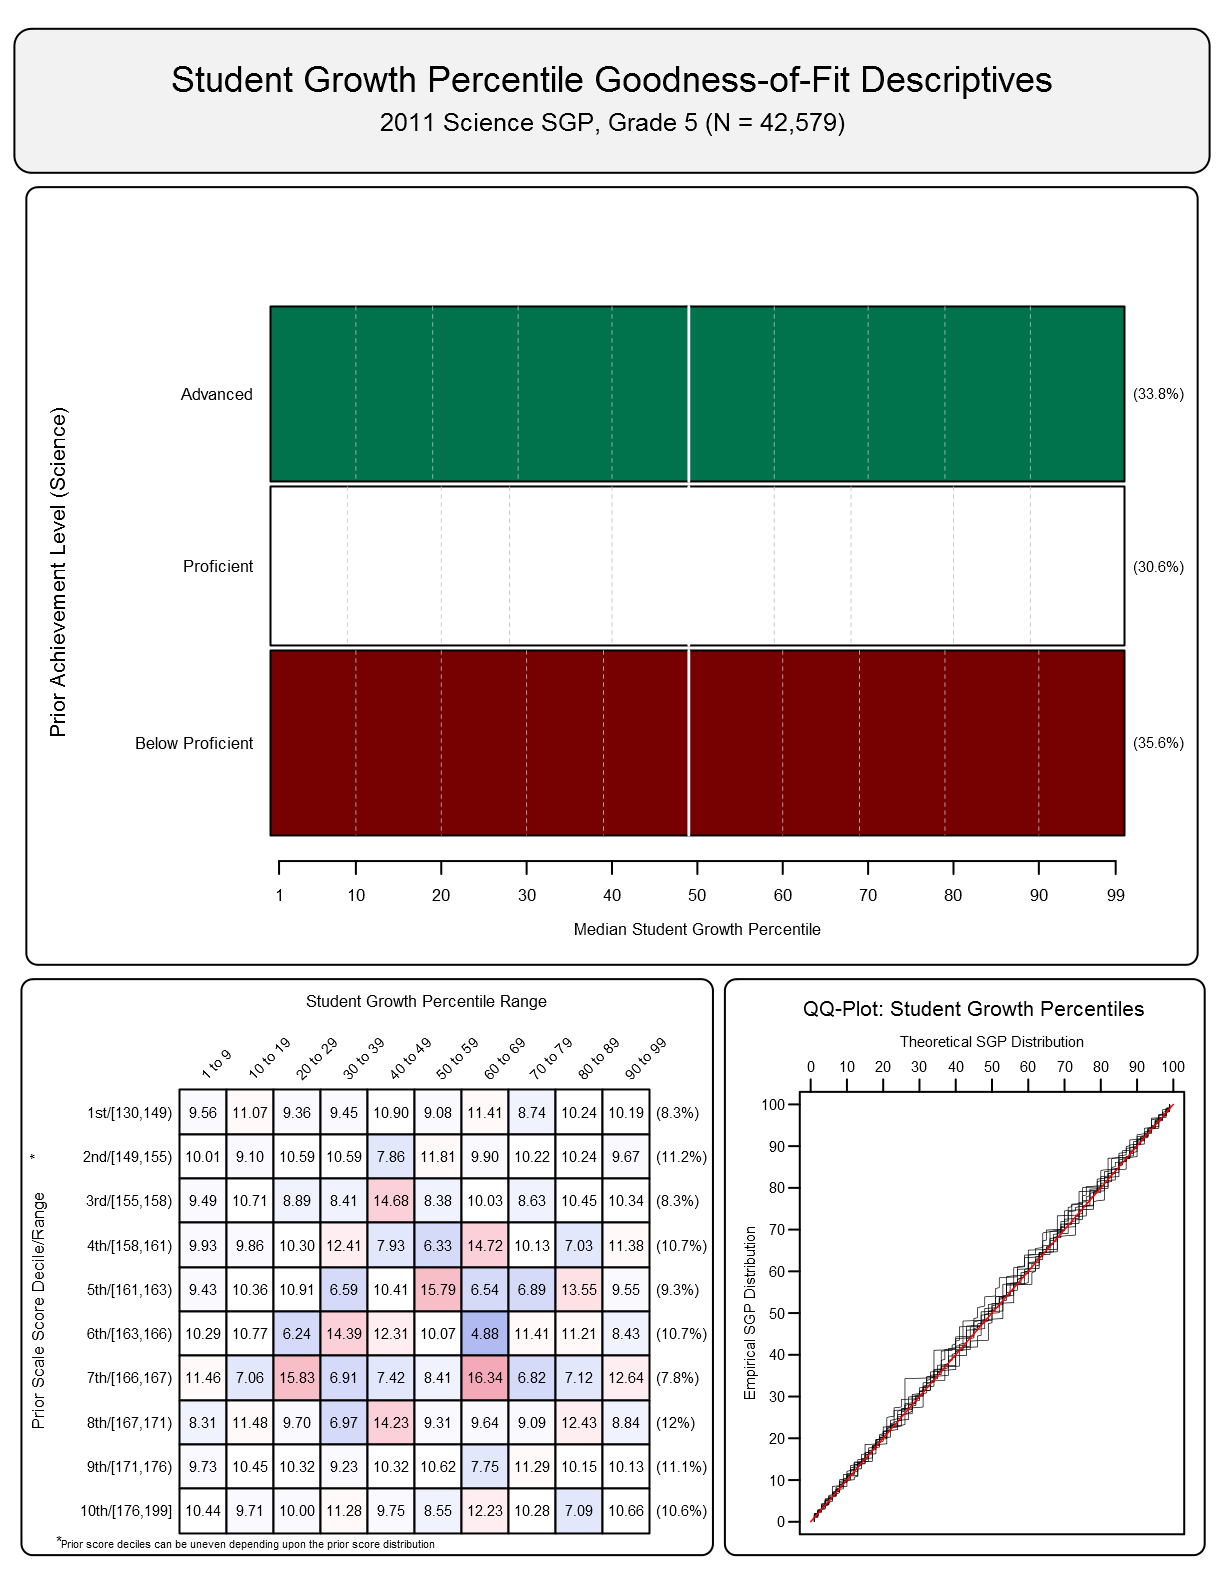 Student Growth Percentile Goodness-of-Fit Descriptives
2011 Science SGP, Grade 5 (N = 42,579)
Prior Achievement Level (Science)
Advanced
(33.8%)
Proficient
(30.6%)
Below Proficient
(35.6%)
1 10 20 30 40 50 60 70 80 90 99
Median Student Growth Percentile
Student Growth Percentile Range
1 to 9 10 to 19 20 to 29 30 to 39 40 to 49 50 to 59 60 to 69 70 to 79 80 to 89 90 to 99
* Prior Scale Score Decile/Range
1st/[130,149) 9.56 11.07 9.36 9.45 10.90 9.08 11.41 8.74 10.24 10.19 (8.3%)
2nd/[149,155) 10.01 9.10 10.59 10.59 7.86 11.81 9.90 10.22 10.24 9.67 (11.2%)
3rd/[155,158) 9.49 10.71 8.89 8.41 14.68 8.38 10.03 8.63 10.45 10.34 (8.3%)
4th/[158,161) 9.93 9.86 10.30 12.41 7.93 6.33 14.72 10.13 7.03 11.38 (10.7%)
5th/[161,163) 9.43 10.36 10.91 6.59 10.41 15.79 6.54 6.89 13.55 9.55 (9.3%)
6th/[163,166) 10.29 10.77 6.24 14.39 12.31 10.07 4.88 11.41 11.21 8.43 (10.7%)
7th/[166,167) 11.46 7.06 15.83 6.91 7.42 8.41 16.34 6.82 7.12 12.64 (7.8%)
8th/[167,171) 8.31 11.48 9.70 6.97 14.23 9.31 9.64 9.09 12.43 8.84 (12%)
9th/[171,176) 9.73 10.45 10.32 9.23 10.32 10.62 7.75 11.29 10.15 10.13 (11.1%)
10th/[176,199] 10.44 9.71 10.00 11.28 9.75 8.55 12.23 10.28 7.09 10.66 (10.6%)
*Prior score deciles can be uneven depending upon the prior score distribution
QQ-Plot: Student Growth Percentiles
Theoretical SGP Distribution
0 10 20 30 40 50 60 70 80 90 100
Empirical SGP Distribution
100
90
80
70
60
50
40
30
20
10
0